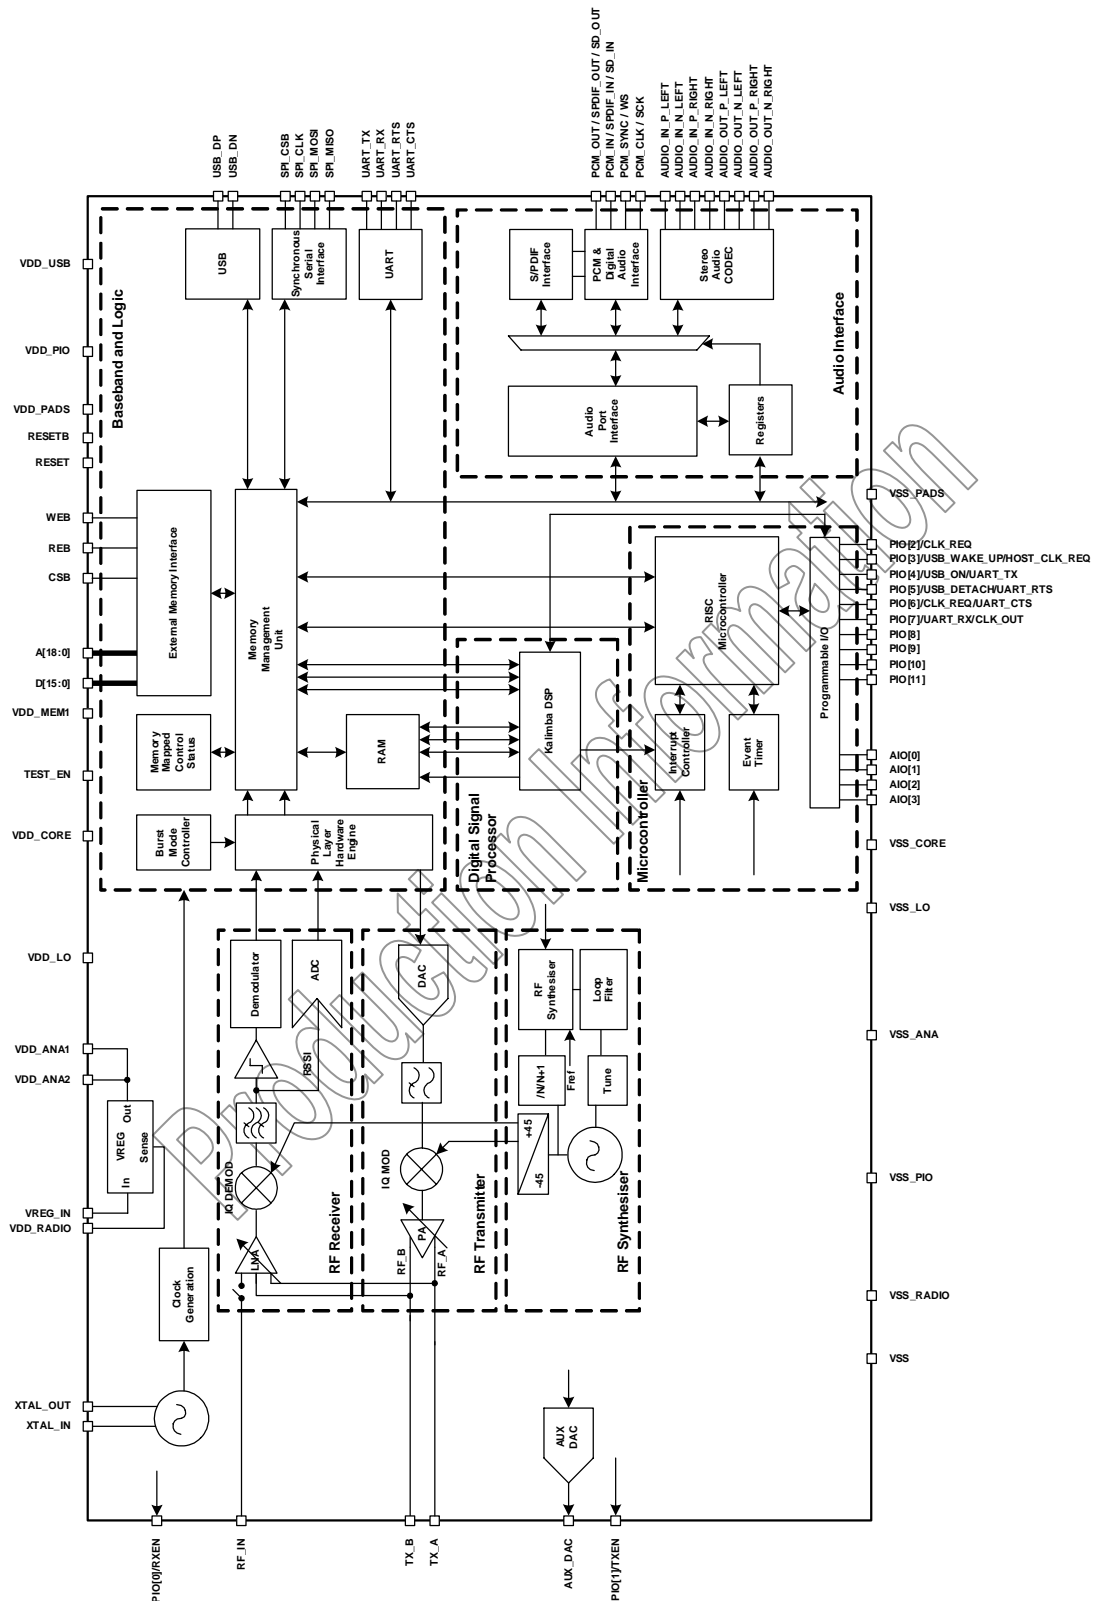 USB_DP
USB_DN
SPI_CSB
SPI_CLK
SPI_MOSI
SPI_MISO
UART_TX
UART_RX
UART_RTS
UART_CTS
PCM_OUT / SPDIF_OUT / SD_OUT
PCM_IN / SPDIF_IN / SD_IN
PCM_SYNC / WS
PCM_CLK / SCK
AUDIO_IN_P_LEFT
AUDIO_IN_N_LEFT
AUDIO_IN_P_RIGHT
AUDIO_IN_N_RIGHT
AUDIO_OUT_P_LEFT
AUDIO_OUT_N_LEFT
AUDIO_OUT_P_RIGHT
AUDIO_OUT_N_RIGHT
VDD_USB
VDD_PIO
VDD_PADS
RESETB
RESET
WEB
REB
CSB
A[18:0]
D[15:0]
VDD_MEM1
TEST_EN
VDD_CORE
VDD_LO
VDD_ANA1
VDD_ANA2
VREG_IN
VDD_RADIO
XTAL_OUT
XTAL_IN
Baseband and Logic
USB
Synchronous
Serial
Interface
UART
External Memory Interface
Memory
Management
Unit
Memory
Mapped
Control
Status
RAM
Burst
Mode
Controller
Physical
Layer
Hardware
Engine
S/PDIF
Interface
PCM &
Digital
Audio
Interface
Stereo
Audio
CODEC
Audio
Port
Interface
Registers
Audio Interface
Digital Signal
Processor
Kalimba DSP
Microcontroller
RISC
Microcontroller
Interrupt
Controller
Event
Timer
Programmable I/O
VSS_PADS
PIO[2]/CLK_REQ
PIO[3]/USB_WAKE_UP/HOST_CLK_REQ
PIO[4]/USB_ON/UART_TX
PIO[5]/USB_DETACH/UART_RTS
PIO[6]/CLK_REQ/UART_CTS
PIO[7]/UART_RX/CLK_OUT
PIO[8]
PIO[9]
PIO[10]
PIO[11]
AIO[0]
AIO[1]
AIO[2]
AIO[3]
VSS_CORE
VSS_LO
VSS_ANA
VSS_PIO
VSS_RADIO
VSS
Demodulator
ADC
RSSI
IQ DEMOD
LNA
RF Receiver
DAC
IQ MOD
PA
RF_B
RF_A
RF Transmitter
RF
Synthesiser
Loop
Filter
/N/N+1
Fref
Tune
+45
-45
RF Synthesiser
VREG
In
Out
Sense
Clock
Generation
AUX
DAC
PIO[0]/RXEN
RF_IN
TX_B
TX_A
AUX_DAC
PIO[1]/TXEN
Production Information